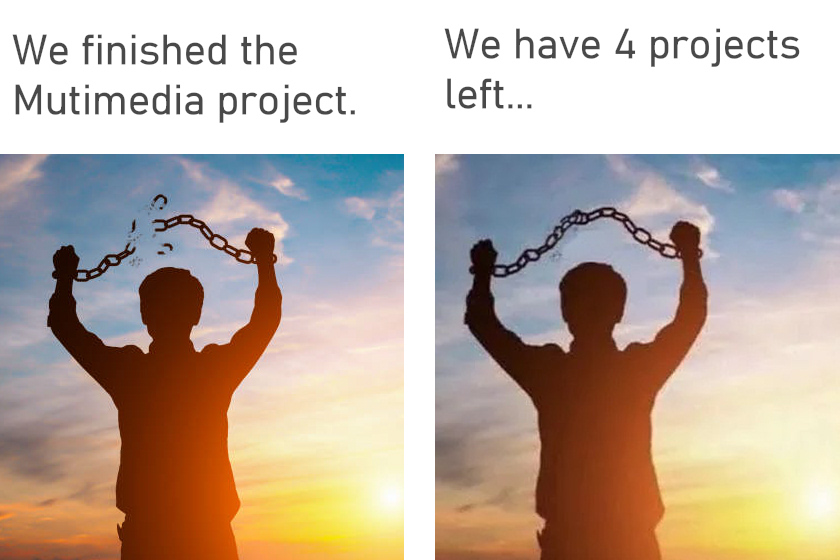 We finished the
Mutimedia project.
We have 4 projects
left...